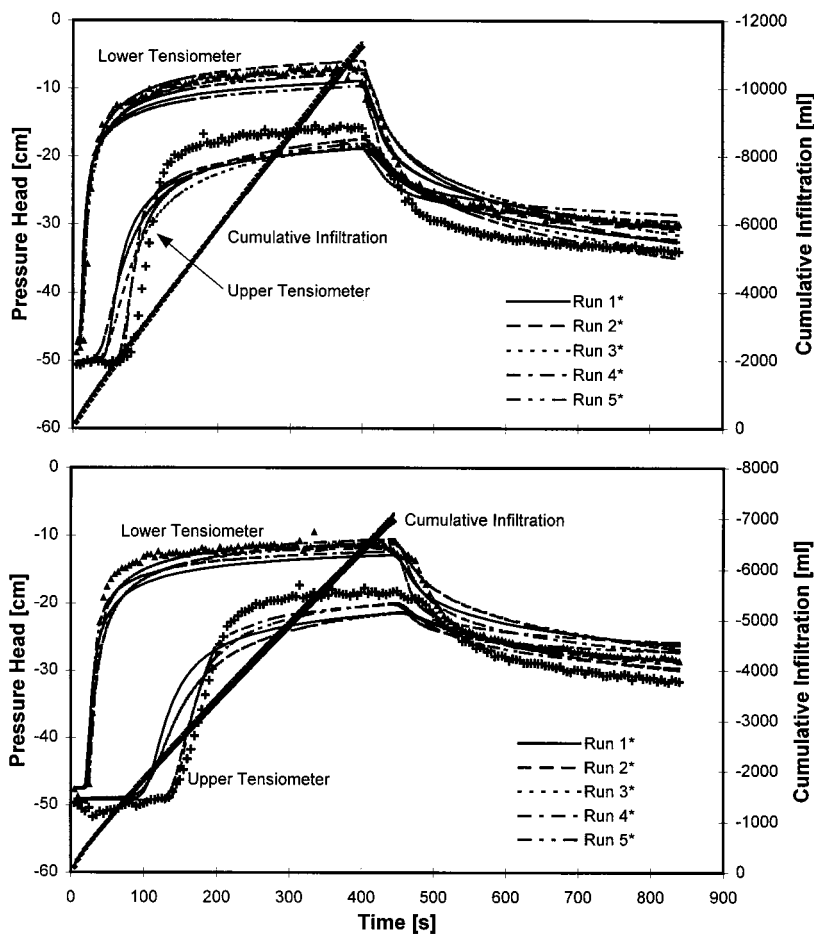 0
-10
-20
-30
-40
-50
-60
Pressure Head [cm]
Lower Tensiometer
Cumulative Infiltration
Upper Tensiometer
Run 1*
Run 2*
Run 3*
Run 4*
Run 5*
-12000
-10000
-8000
-6000
-4000
-2000
0
Cumulative Infiltration [ml]
0
-10
-20
-30
-40
-50
-60
Pressure Head [cm]
Lower Tensiometer
Cumulative Infiltration
Upper Tensiometer
Run 1*
Run 2*
Run 3*
Run 4*
Run 5*
-8000
-7000
-6000
-5000
-4000
-3000
-2000
-1000
0
Cumulative Infiltration [ml]
0 100 200 300 400 500 600 700 800 900
Time [s]